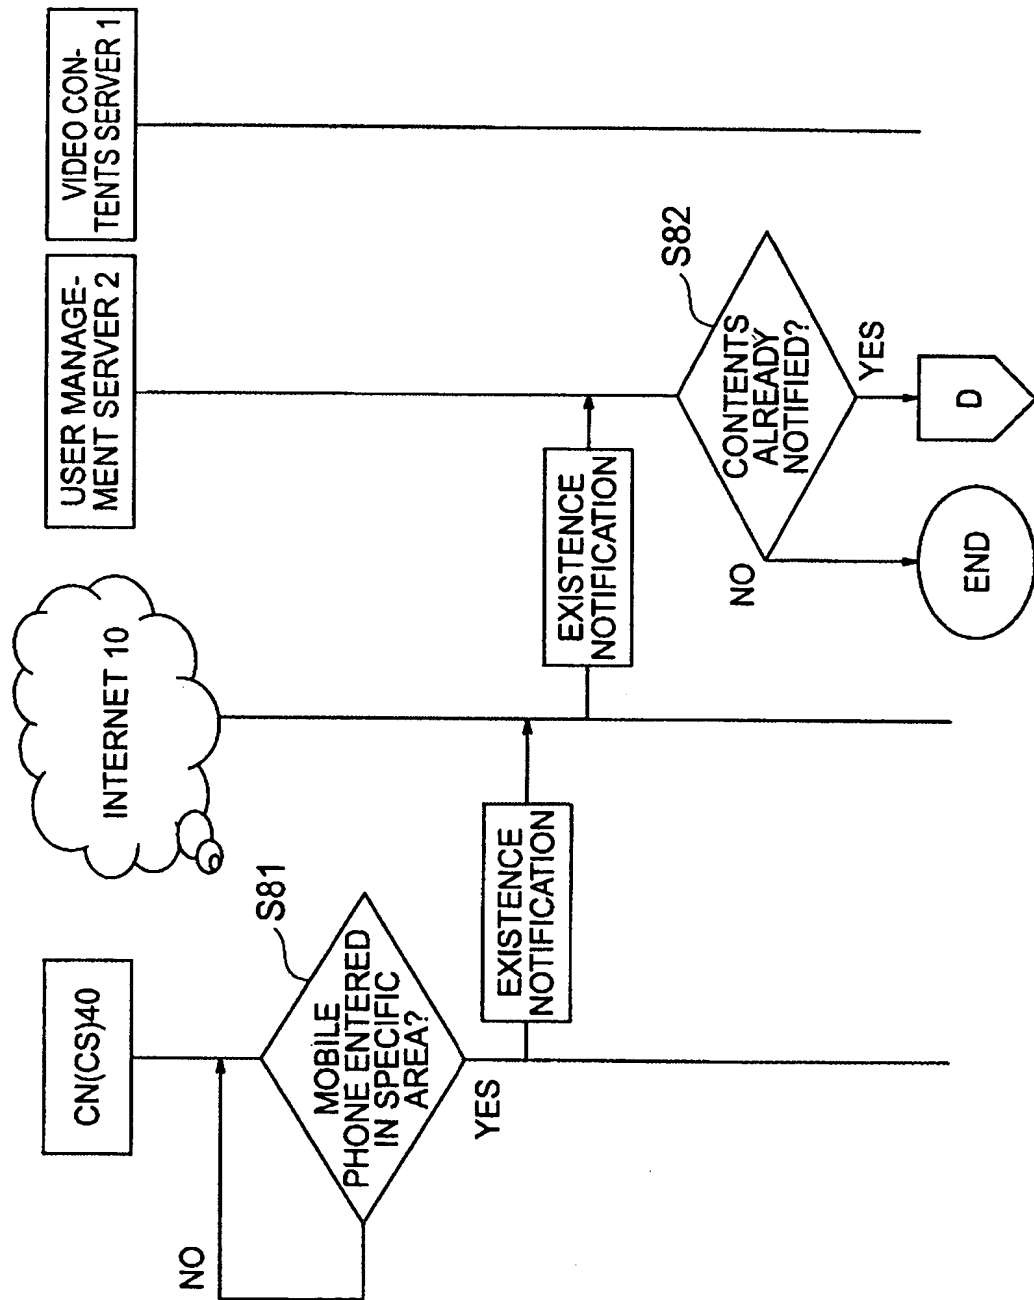 CN(CS)40
INTERNET 10
USER MANAGE-
MENT SERVER 2
VIDEO CON-
TENTS SERVER 1
NO
S81
MOBILE
PHONE ENTERED
IN SPECIFIC
AREA?
YES
EXISTENCE
NOTIFICATION
EXISTENCE
NOTIFICATION
S82
CONTENTS
ALREADY
NOTIFIED?
NO
YES
END
D